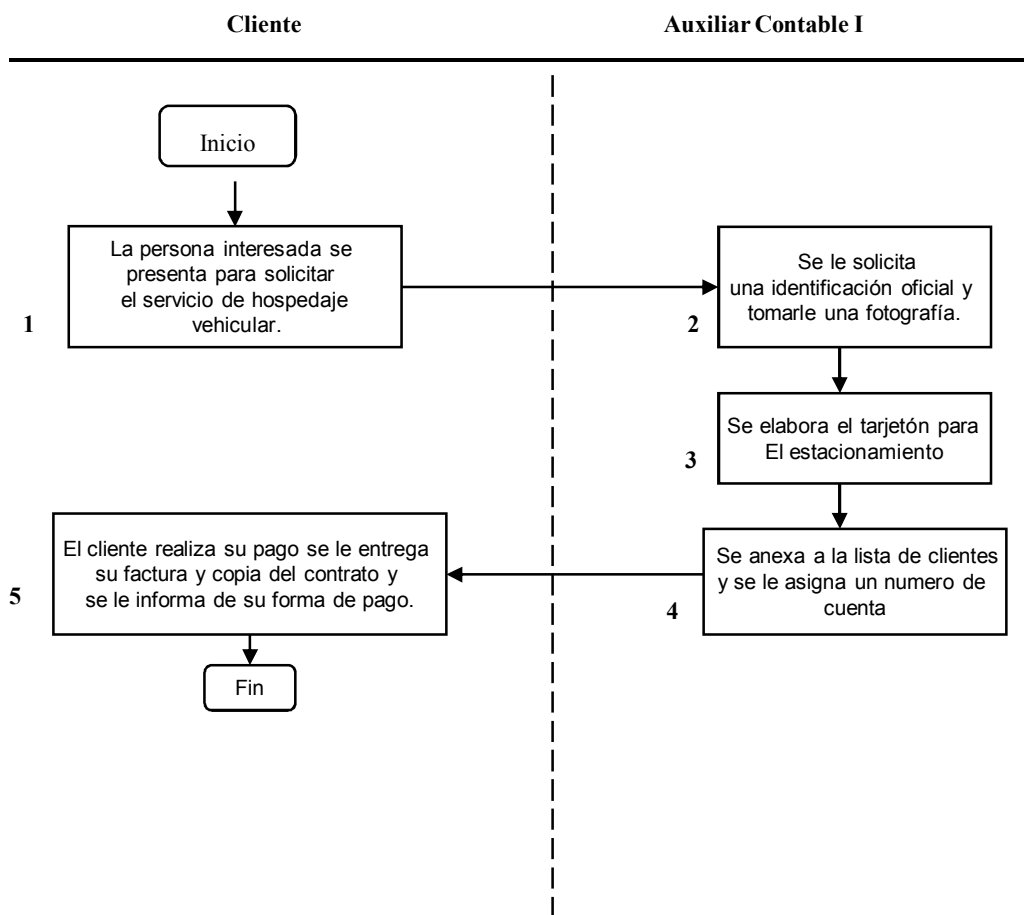 Cliente
Auxiliar Contable I
Inicio
La persona interesada se
presenta para solicitar
el servicio de hospedaje
vehicular.
1
Se le solicita
una identificación oficial y
tomarle una fotografía.
2
Se elabora el tarjetón para
El estacionamiento
3
Se anexa a la lista de clientes
y se le asigna un numero de
cuenta
4
El cliente realiza su pago se le entrega
su factura y copia del contrato y
se le informa de su forma de pago.
5
Fin